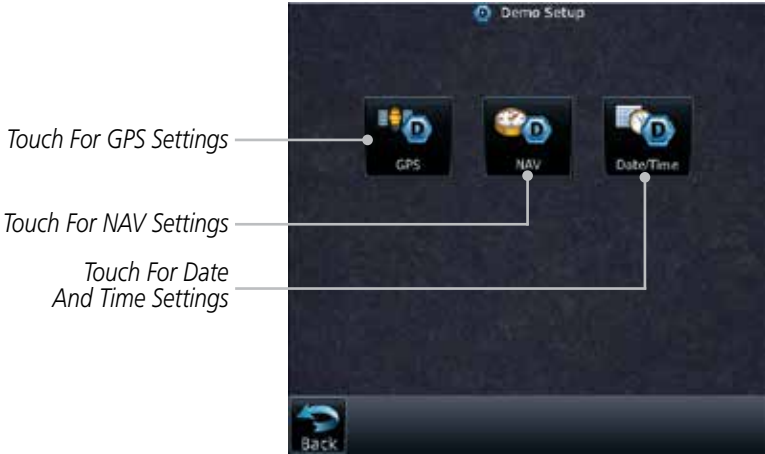 Demo Setup
D
D
D
D
GPS
NAV
Date/Time
Touch For GPS Settings
Touch For NAV Settings
Touch For Date
And Time Settings
Back